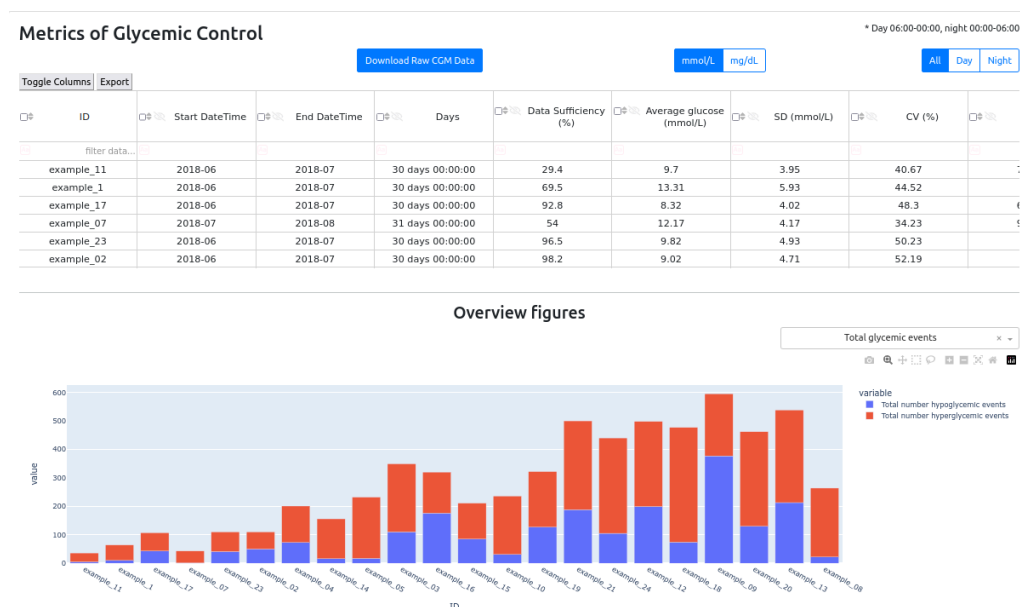 Metrics of Glycemic Control
* Day 06:00-00:00, night 00:00-06:00
Download Raw CGM Data
mmol/L mg/dL
All Day Night
Toggle Columns Export
ID Start DateTime End DateTime Days Data Sufficiency (%) Average glucose (mmol/L) SD (mmol/L) CV (%)
filter data...
example_11 2018-06 2018-07 30 days 00:00:00 29.4 9.7 3.95 40.67
example_1 2018-06 2018-07 30 days 00:00:00 69.5 13.31 5.93 44.52
example_17 2018-06 2018-07 30 days 00:00:00 92.8 8.32 4.02 48.3
example_07 2018-07 2018-08 31 days 00:00:00 54 12.17 4.17 34.23
example_23 2018-06 2018-07 30 days 00:00:00 96.5 9.82 4.93 50.23
example_02 2018-06 2018-07 30 days 00:00:00 98.2 9.02 4.71 52.19
Overview figures
Total glycemic events
variable
Total number hypoglycemic events
Total number hyperglycemic events
value
600
500
400
300
200
100
0
example_11 example_1 example_17 example_07 example_23 example_02 example_04 example_14 example_05 example_03 example_16 example_15 example_10 example_19 example_21 example_24 example_12 example_18 example_09 example_20 example_13 example_08
ID